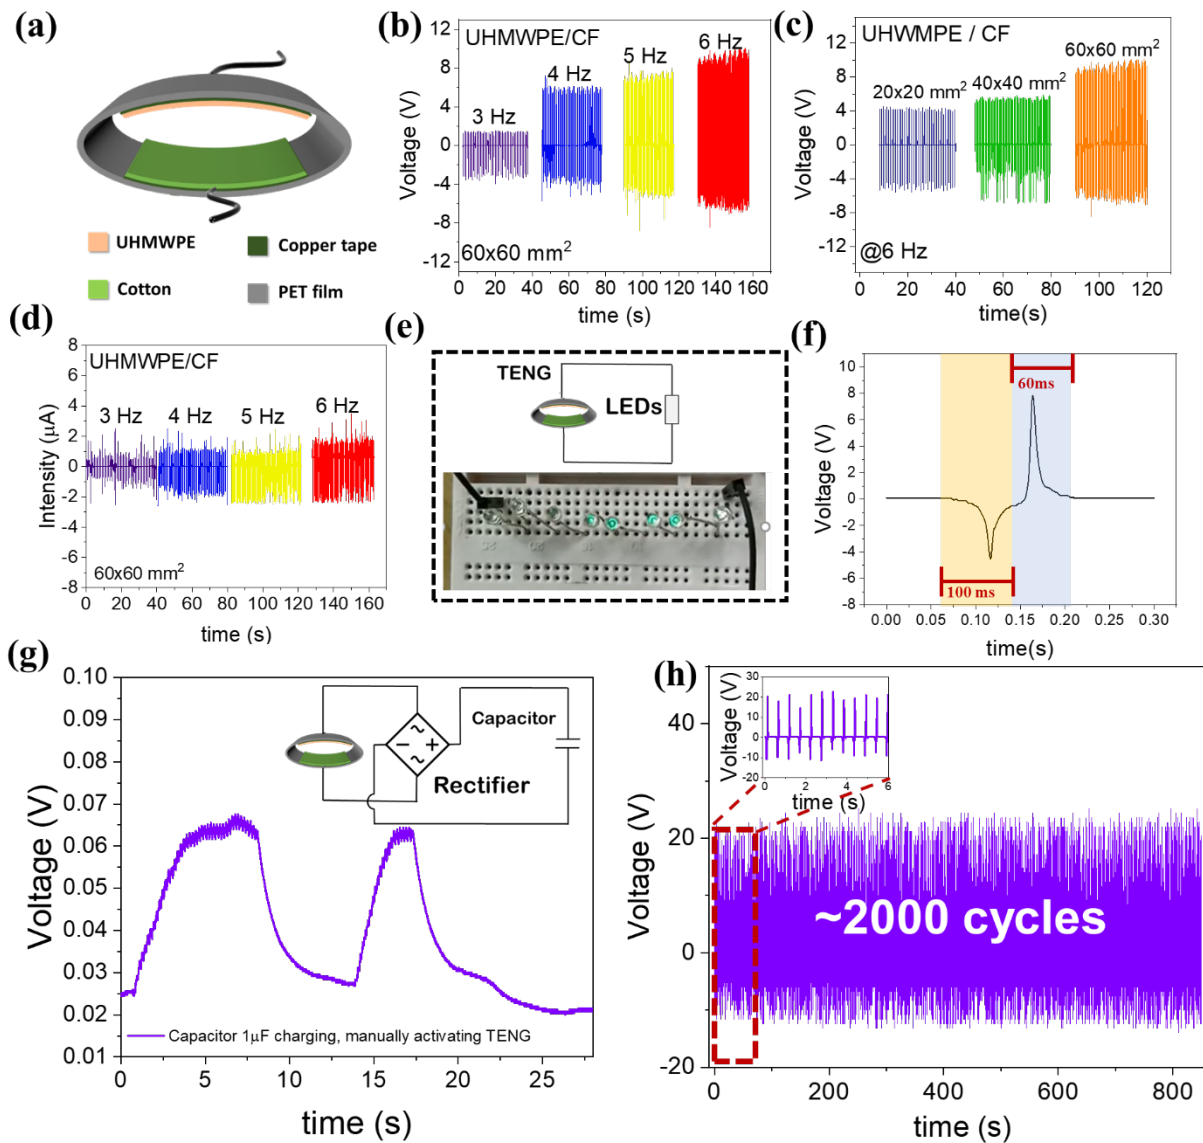 (a)
UHMWPE
Copper tape
Cotton
PET film
(b)
UHMWPE/CF
3 Hz
4 Hz
5 Hz
6 Hz
60x60 mm²
Voltage (V)
12
8
4
0
-4
-8
-12
0 20 40 60 80 100 120 140 160
time (s)
(c)
UHWMPE / CF
20x20 mm²
40x40 mm²
60x60 mm²
@6 Hz
Voltage (V)
12
8
4
0
-4
-8
-12
0 20 40 60 80 100 120
time(s)
(d)
UHMWPE/CF
3 Hz
4 Hz
5 Hz
6 Hz
60x60 mm²
Intensity (μA)
8
6
4
2
0
-2
-4
-6
-8
0 20 40 60 80 100 120 140 160
time (s)
(e)
TENG
LEDs
(f)
60ms
100 ms
Voltage (V)
10
8
6
4
2
0
-2
-4
-6
-8
0.00 0.05 0.10 0.15 0.20 0.25 0.30
time(s)
(g)
Capacitor
Rectifier
Voltage (V)
0.10
0.09
0.08
0.07
0.06
0.05
0.04
0.03
0.02
0.01
Capacitor 1μF charging, manually activating TENG
0 5 10 15 20 25
time (s)
(h)
Voltage (V)
30
20
10
0
-10
-20
0 2 4 6
time (s)
~2000 cycles
Voltage (V)
40
20
0
-20
0 200 400 600 800
time (s)